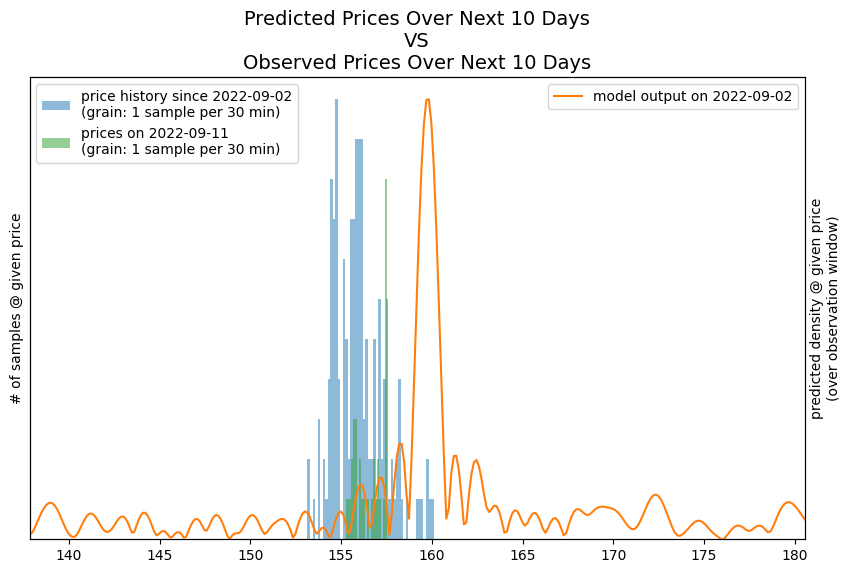 Predicted Prices Over Next 10 Days
VS
Observed Prices Over Next 10 Days
price history since 2022-09-02
(grain: 1 sample per 30 min)
prices on 2022-09-11
(grain: 1 sample per 30 min)
model output on 2022-09-02
# of samples @ given price
predicted density @ given price
(over observation window)
140 145 150 155 160 165 170 175 180